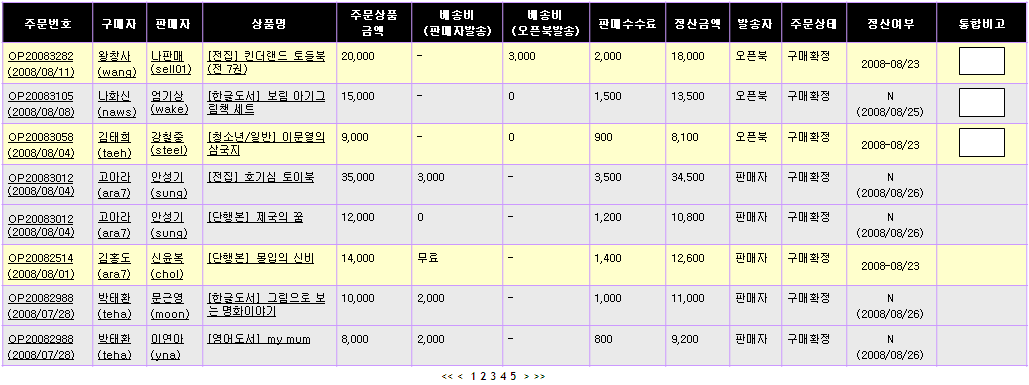 주문번호 구매자 판매자 상품명 주문상품 금액 배송비 (판매자발송) 배송비 (오픈북발송) 판매수수료 정산금액 발송자 주문상태 정산여부 통합비고
OP20083282 왕창사 나판매 [전집] 킨더랜드 토둥북 20,000 - 3,000 2,000 18,000 오픈북 구매확정 2008-08/23
(2008/08/11) (wang) (sell01) (전 7권)
OP20083105 나화신 엄기상 [한글도서] 보림 아기그 15,000 - 0 1,500 13,500 오픈북 구매확정 N
(2008/08/08) (naws) (wake) 림책 세트 (2008/08/25)
OP20083058 김태희 강철중 [청소년/일반] 이문열의 9,000 - 0 900 8,100 오픈북 구매확정 2008-08/23
(2008/08/04) (taeh) (steel) 삼국지
OP20083012 고아라 안성기 [전집] 호기심 토이북 35,000 3,000 - 3,500 34,500 판매자 구매확정 N
(2008/08/04) (ara7) (sung) (2008/08/26)
OP20083012 고아라 안성기 [단행본] 제국의 꿈 12,000 0 - 1,200 10,800 판매자 구매확정 N
(2008/08/04) (ara7) (sung) (2008/08/26)
OP20082514 김홍도 신윤복 [단행본] 몰입의 신비 14,000 무료 - 1,400 12,600 판매자 구매확정 2008-08/23
(2008/08/01) (ara7) (chol)
OP20082988 박태환 문근영 [한글도서] 그림으로 보 10,000 2,000 - 1,000 11,000 판매자 구매확정 N
(2008/07/28) (teha) (moon) 는 명화이야기 (2008/08/26)
OP20082988 박태환 이연아 [영어도서] my mum 8,000 2,000 - 800 9,200 판매자 구매확정 N
(2008/07/28) (teha) (yna) (2008/08/26)
<< < 1 2 3 4 5 > >>